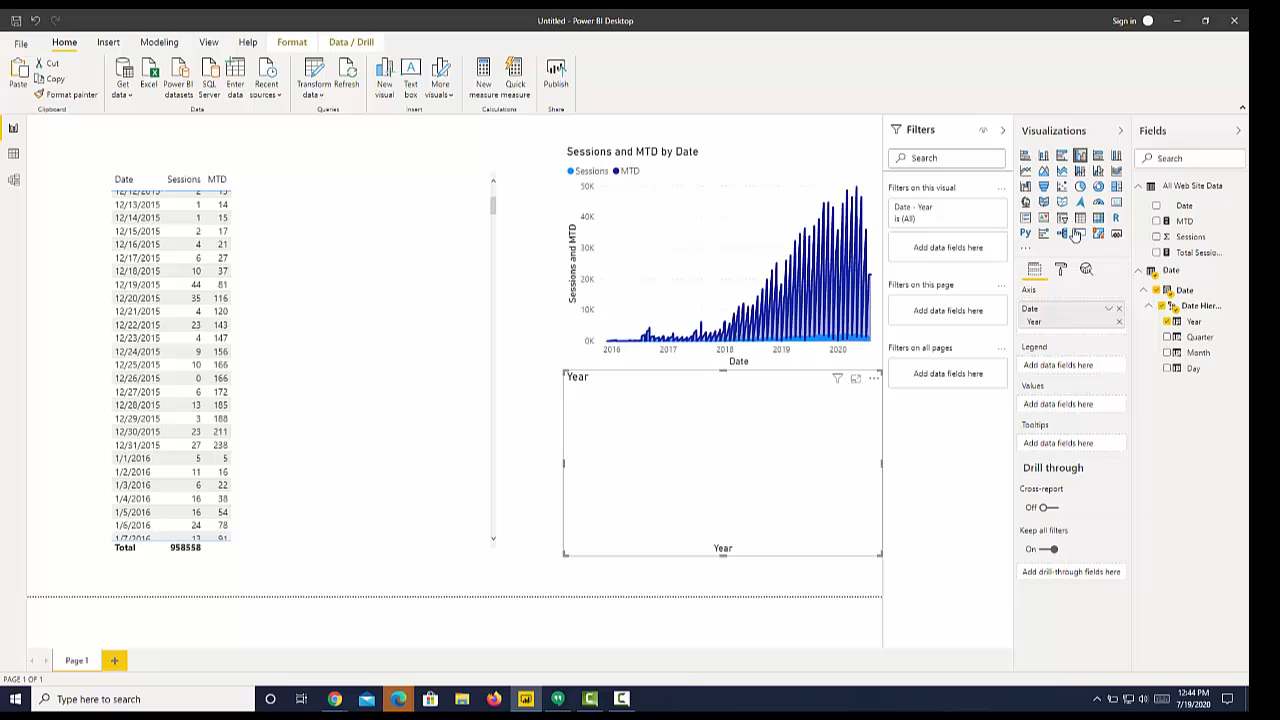 Untitled - Power BI Desktop
Sign in
File Home Insert Modeling View Help Format Data / Drill
Paste
Cut
Copy
Format painter
Clipboard
Get data
Excel
Power BI datasets
SQL Server
Enter data
Recent sources
Data
Transform data
Refresh
Queries
New visual
Text box
More visuals
Insert
New measure
Quick measure
Calculations
Publish
Share
Date Sessions MTD
12/12/2015 2 13
12/13/2015 1 14
12/14/2015 1 15
12/15/2015 2 17
12/16/2015 4 21
12/17/2015 6 27
12/18/2015 10 37
12/19/2015 44 81
12/20/2015 35 116
12/21/2015 4 120
12/22/2015 23 143
12/23/2015 4 147
12/24/2015 9 156
12/25/2015 10 166
12/26/2015 0 166
12/27/2015 6 172
12/28/2015 13 185
12/29/2015 3 188
12/30/2015 23 211
12/31/2015 27 238
1/1/2016 5 5
1/2/2016 11 16
1/3/2016 6 22
1/4/2016 16 38
1/5/2016 16 54
1/6/2016 24 78
1/7/2016 13 91
Total 958558
Sessions and MTD by Date
Sessions MTD
Sessions and MTD
50K
40K
30K
20K
10K
0K
2016 2017 2018 2019 2020
Date
Year
Year
Filters
Search
Filters on this visual
Date - Year
is (All)
Add data fields here
Filters on this page
Add data fields here
Filters on all pages
Add data fields here
Visualizations
R
Py
Axis
Date
Year
Legend
Add data fields here
Values
Add data fields here
Tooltips
Add data fields here
Drill through
Cross-report
Off
Keep all filters
On
Add drill-through fields here
Fields
Search
All Web Site Data
Date
MTD
Sessions
Total Sessio...
Date
Date
Date Hier...
Year
Quarter
Month
Day
Page 1
PAGE 1 OF 1
Type here to search
12:44 PM
7/19/2020